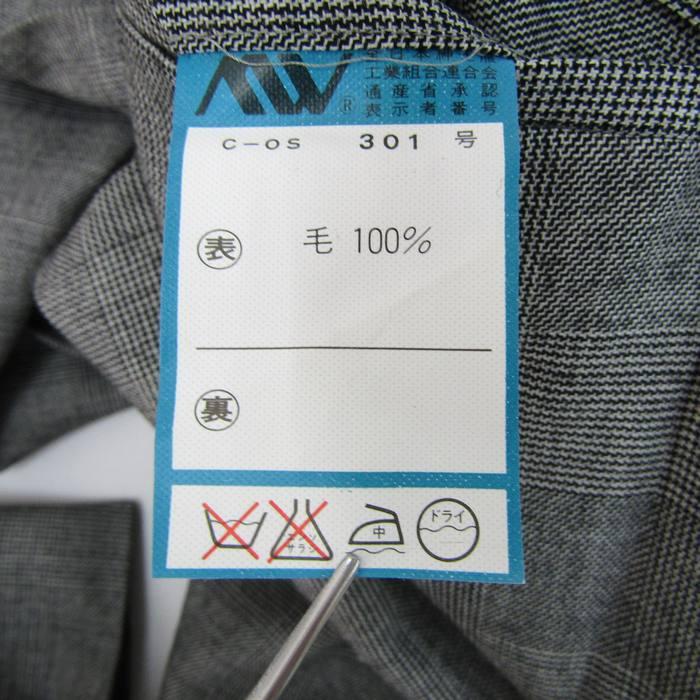 AW®
工業組合連合会
通産省承認
表示者番号
C-OS 301 号
表 毛 100%
裏
エンソ
サラシ
中
ドライ